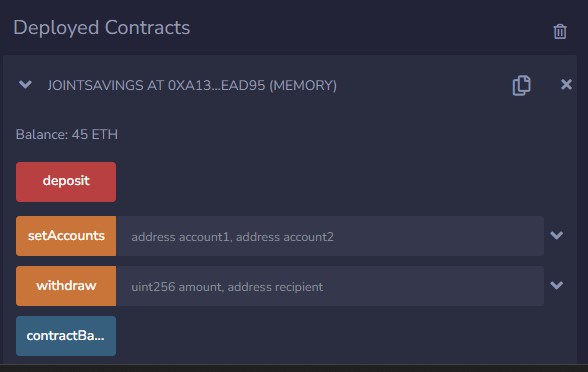 Deployed Contracts
JOINTSAVINGS AT 0XA13...EAD95 (MEMORY)
Balance: 45 ETH
deposit
setAccounts address account1, address account2
withdraw uint256 amount, address recipient
contractBa...